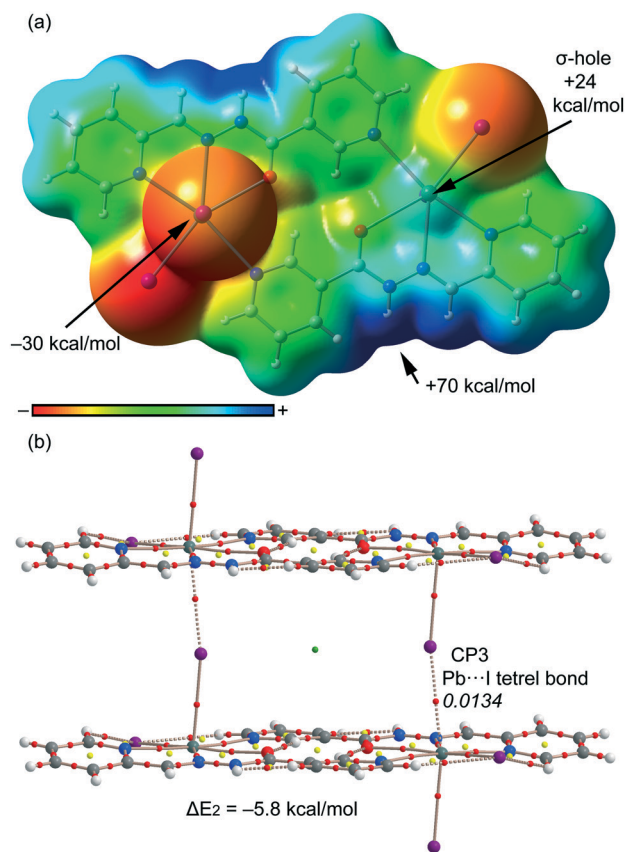 (a)
σ-hole
+24
kcal/mol
–30 kcal/mol
+70 kcal/mol
– +
(b)
CP3
Pb···I tetrel bond
0.0134
ΔE2 = –5.8 kcal/mol